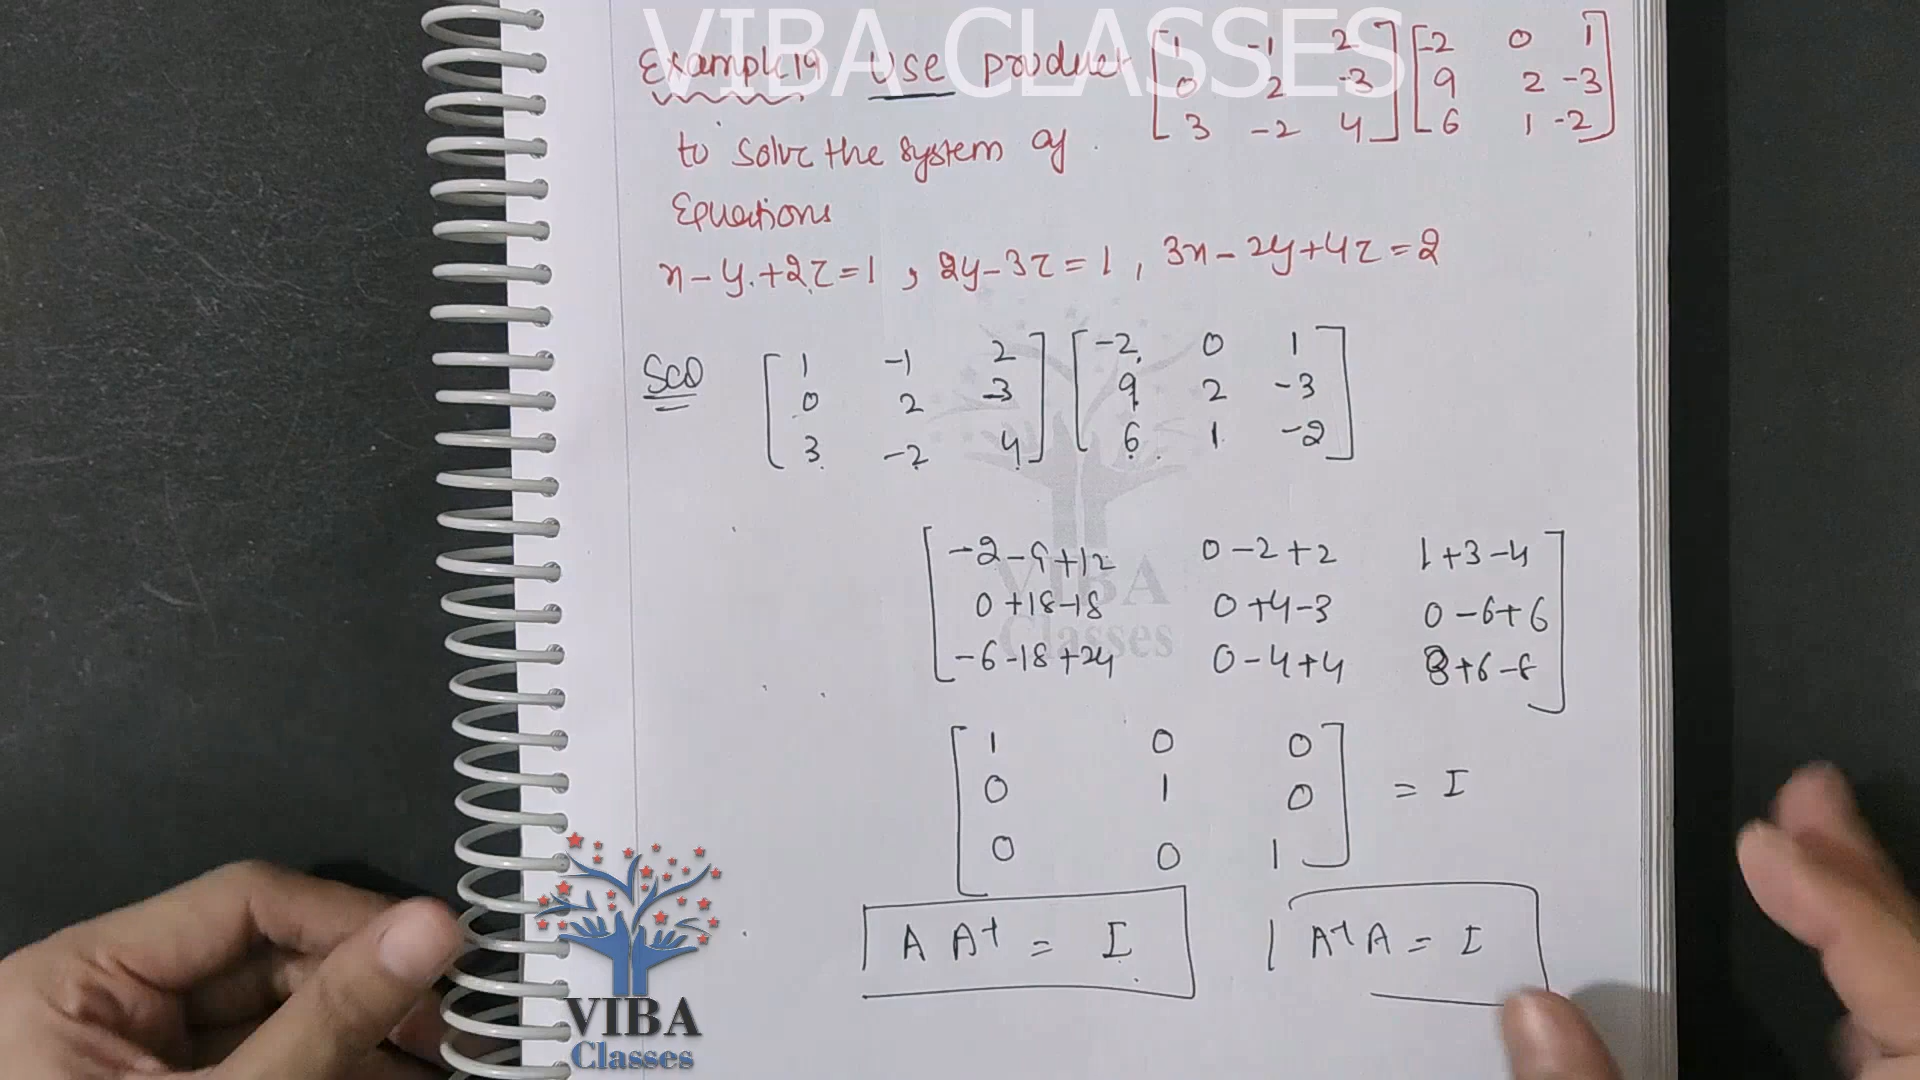 VIBA CLASSES
Example 19 Use product [1 -1 2] [-2 0 1]
[0 2 -3] [9 2 -3]
[3 -2 4] [6 1 -2]
to solve the system of
Equations
x - y + 2z = 1 , 2y - 3z = 1 , 3x - 2y + 4z = 2
Sol [1 -1 2] [-2 0 1]
[0 2 -3] [9 2 -3]
[3 -2 4] [6 1 -2]
[-2-9+12 0-2+2 1+3-4]
[0+18-18 0+4-3 0-6+6]
[-6-18+24 0-4+4 3+6-8]
[1 0 0]
[0 1 0] = I
[0 0 1]
A A⁻¹ = I A⁻¹ A = I
VIBA
Classes
VIBA
Classes